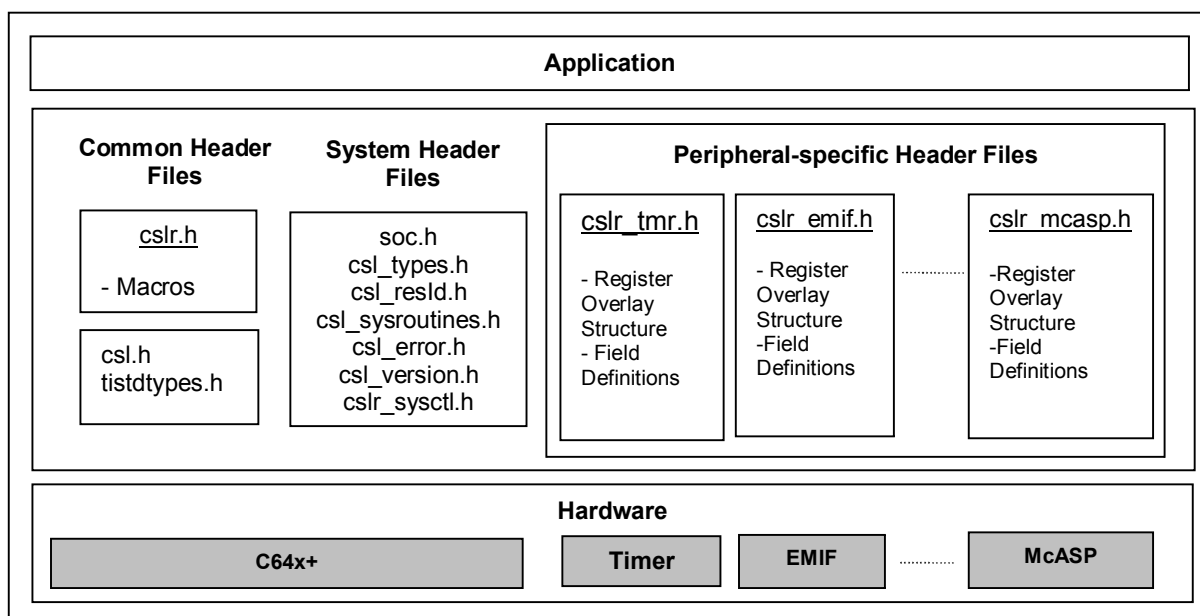 Application
Common Header
Files
cslr.h
- Macros
csl.h
tistdtypes.h
System Header
Files
soc.h
csl_types.h
csl_resId.h
csl_sysroutines.h
csl_error.h
csl_version.h
cslr_sysctl.h
Peripheral-specific Header Files
cslr_tmr.h
- Register
Overlay
Structure
- Field
Definitions
cslr_emif.h
- Register
Overlay
Structure
-Field
Definitions
cslr_mcasp.h
-Register
Overlay
Structure
-Field
Definitions
Hardware
C64x+
Timer
EMIF
McASP